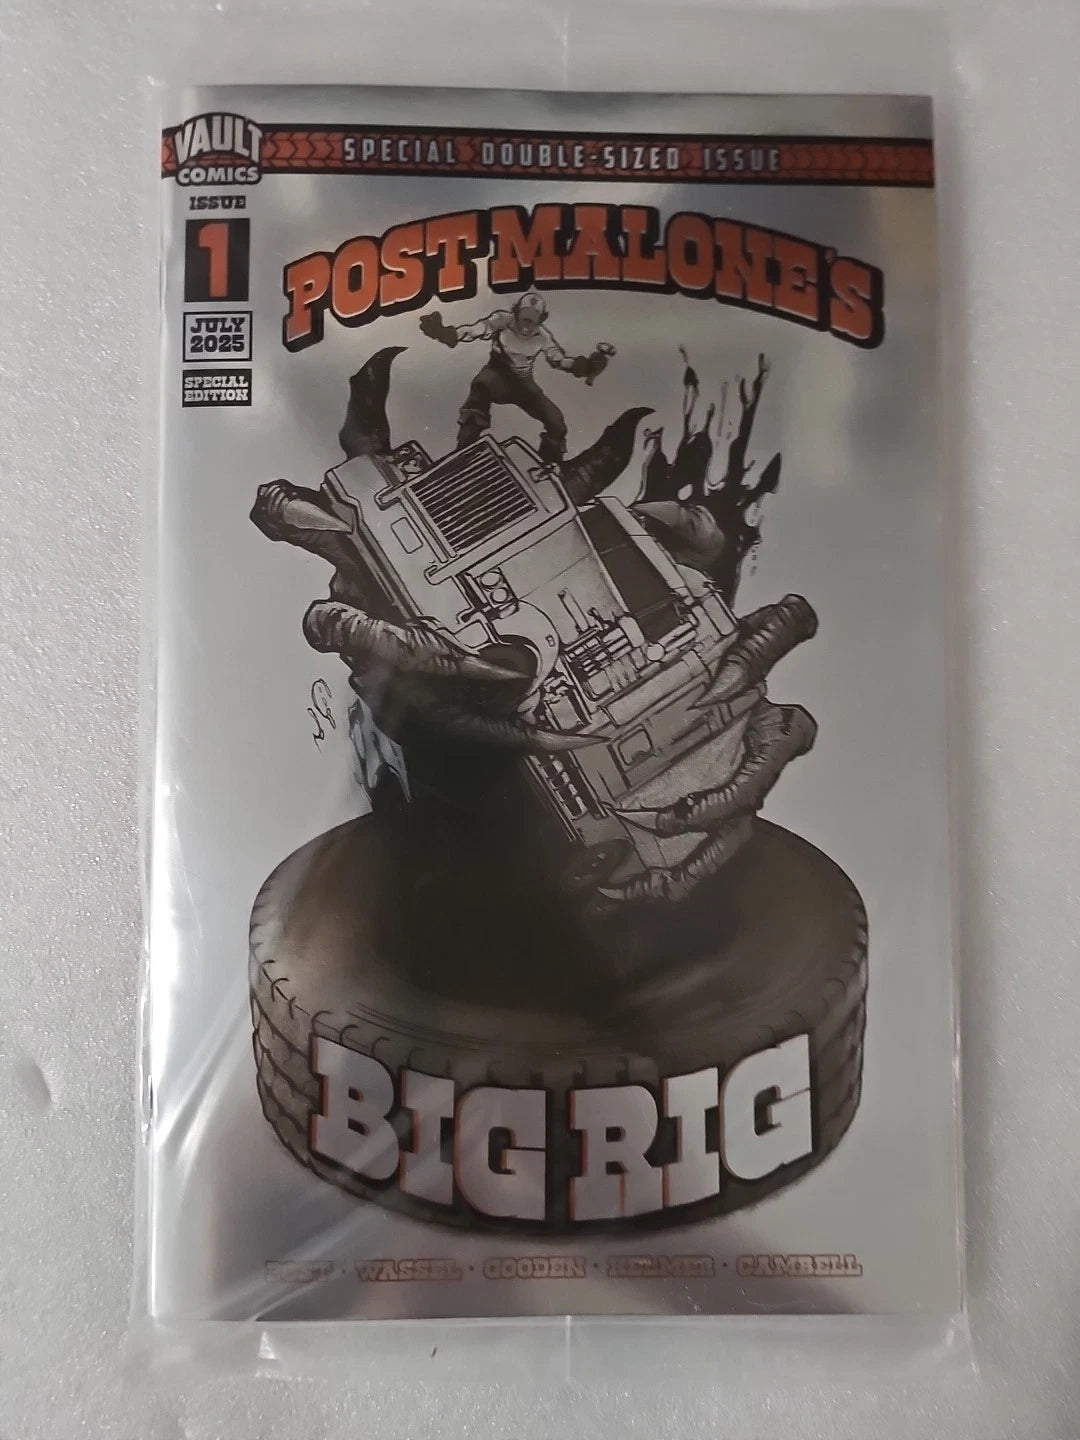 VAULT
COMICS
SPECIAL DOUBLE-SIZED ISSUE
ISSUE
1
JULY
2025
SPECIAL
EDITION
POST MALONE'S
BIG RIG
POST · WASSEL · GOODEN · HELMER · CAMBELL